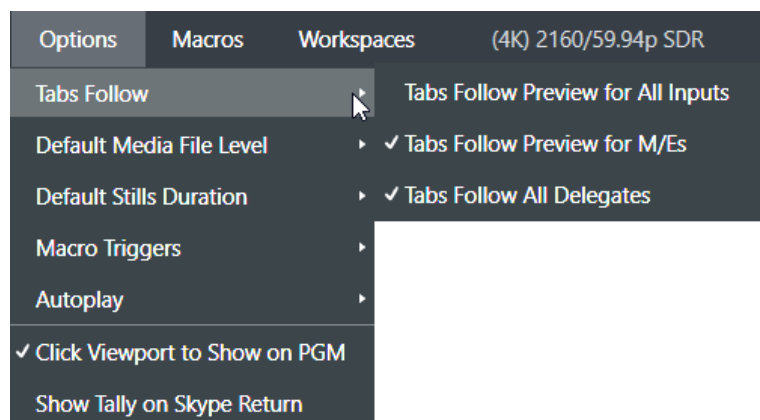 Options Macros Workspaces (4K) 2160/59.94p SDR
Tabs Follow Tabs Follow Preview for All Inputs
Default Media File Level ✓ Tabs Follow Preview for M/Es
Default Stills Duration ✓ Tabs Follow All Delegates
Macro Triggers
Autoplay
✓ Click Viewport to Show on PGM
Show Tally on Skype Return